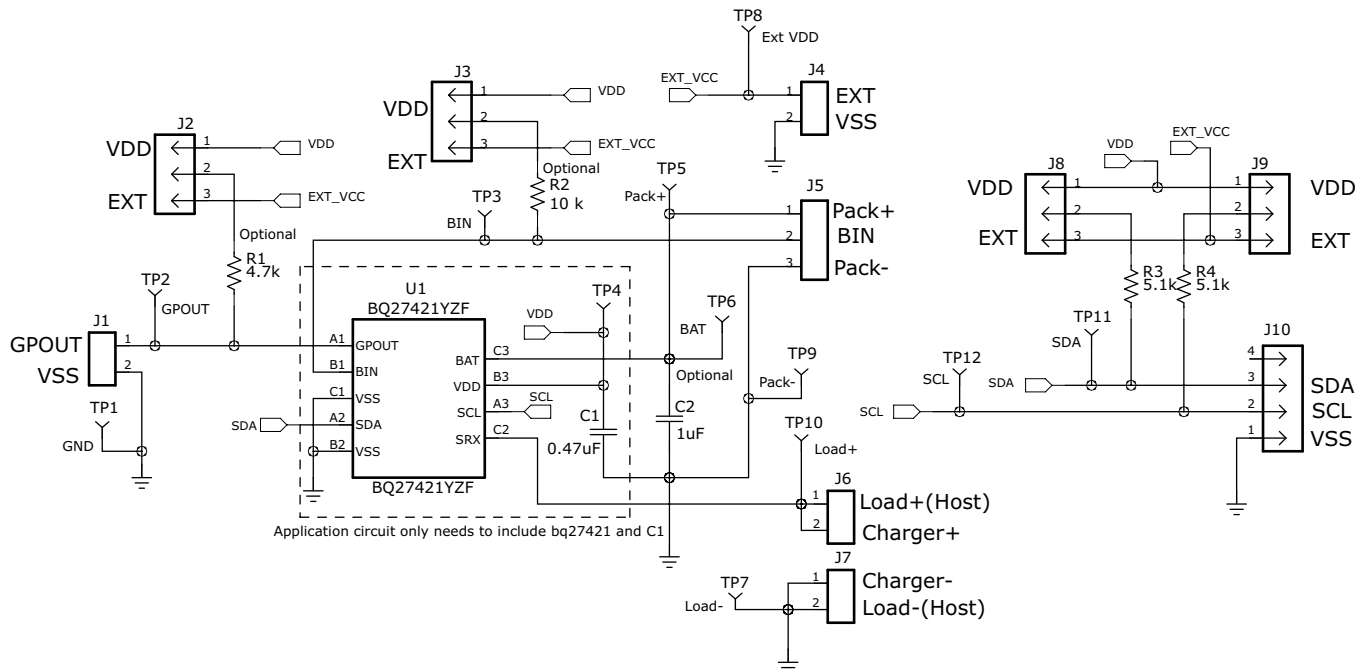 TP8
Ext VDD
J4
EXT_VCC
1
EXT
2
VSS
J3
VDD
1
VDD
2
EXT
3
EXT_VCC
Optional
R2
10 k
J2
VDD
1
VDD
2
EXT
3
EXT_VCC
Optional
R1
4.7k
TP3
BIN
TP5
Pack+
J5
1
Pack+
2
BIN
3
Pack-
TP2
GPOUT
J1
GPOUT
1
VSS
2
TP1
GND
U1
BQ27421YZF
A1
GPOUT
B1
BIN
C1
VSS
A2
SDA
SDA
B2
VSS
C3
BAT
B3
VDD
A3
SCL
SCL
C2
SRX
BQ27421YZF
VDD
TP4
C1
0.47uF
TP6
BAT
Optional
C2
1uF
TP9
Pack-
TP10
Load+
J6
1
Load+(Host)
2
Charger+
Application circuit only needs to include bq27421 and C1
J7
1
Charger-
2
Load-(Host)
TP7
Load-
VDD
EXT_VCC
J8
VDD
1
2
EXT
3
J9
1
VDD
2
3
EXT
R3
5.1k
R4
5.1k
TP11
SDA
TP12
SCL
SDA
SCL
J10
4
3
SDA
2
SCL
1
VSS